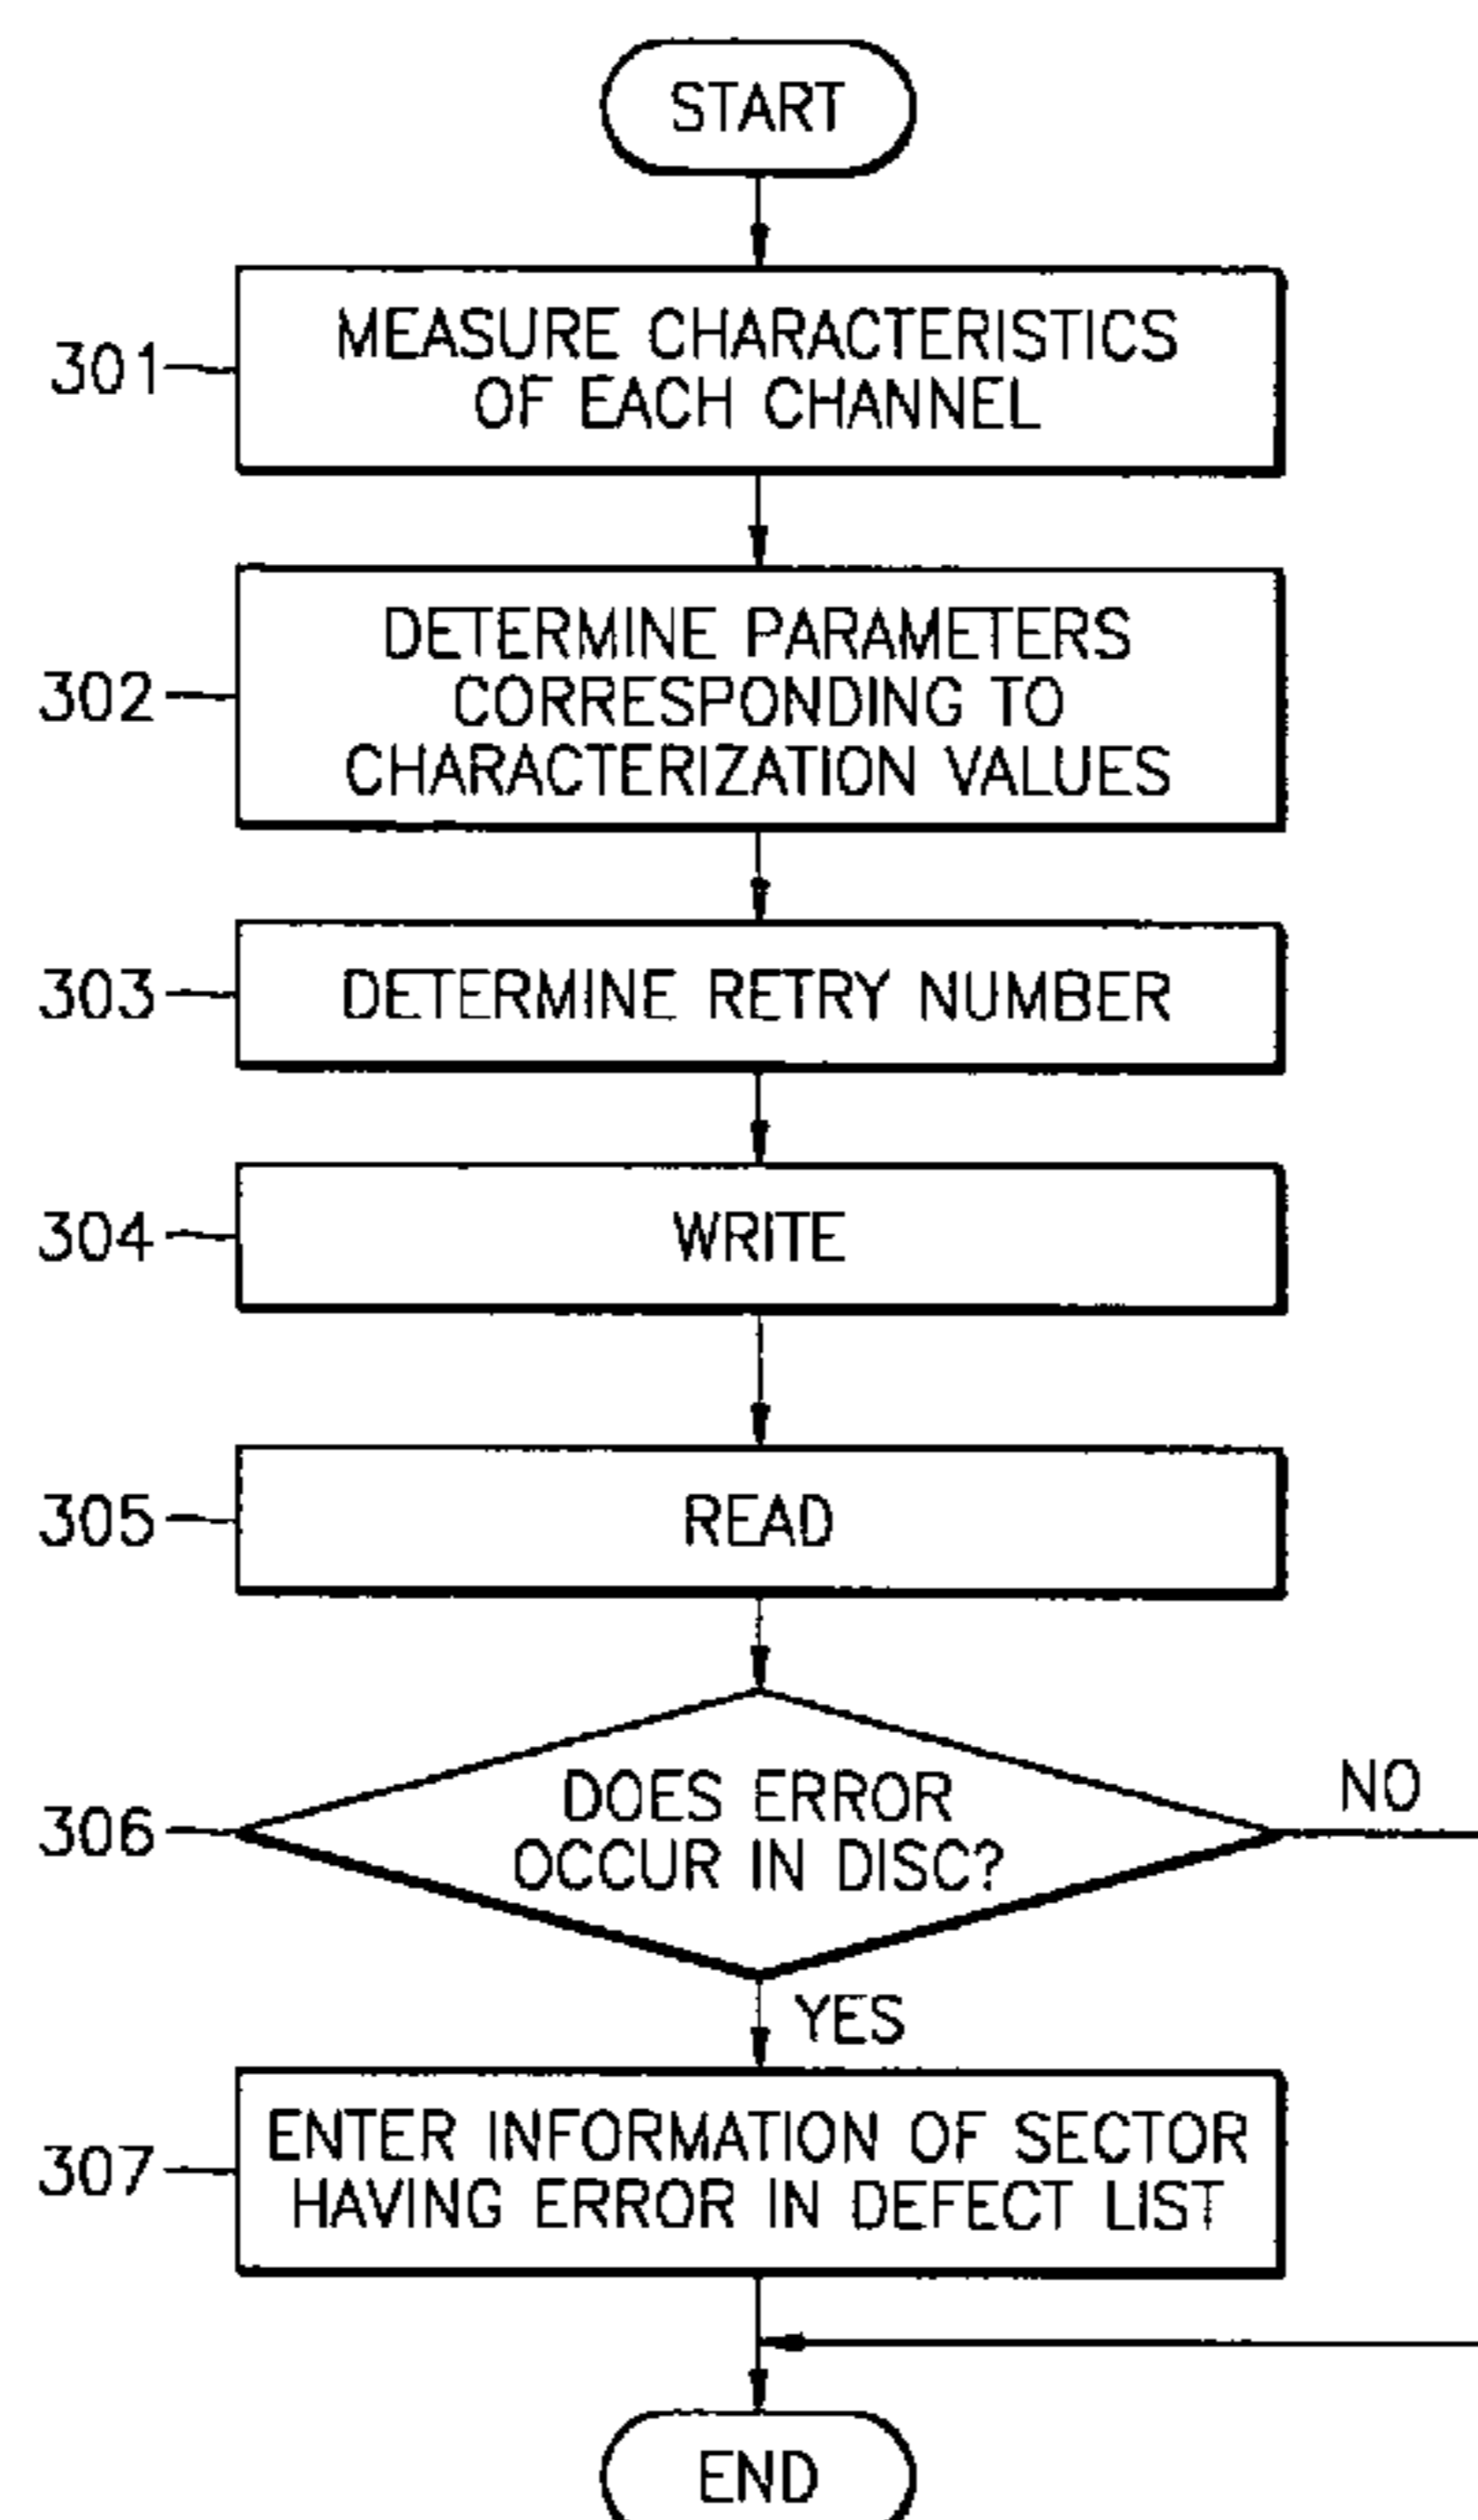 START
301
MEASURE CHARACTERISTICS
OF EACH CHANNEL
302
DETERMINE PARAMETERS
CORRESPONDING TO
CHARACTERIZATION VALUES
303
DETERMINE RETRY NUMBER
304
WRITE
305
READ
306
DOES ERROR
OCCUR IN DISC?
NO
YES
307
ENTER INFORMATION OF SECTOR
HAVING ERROR IN DEFECT LIST
END